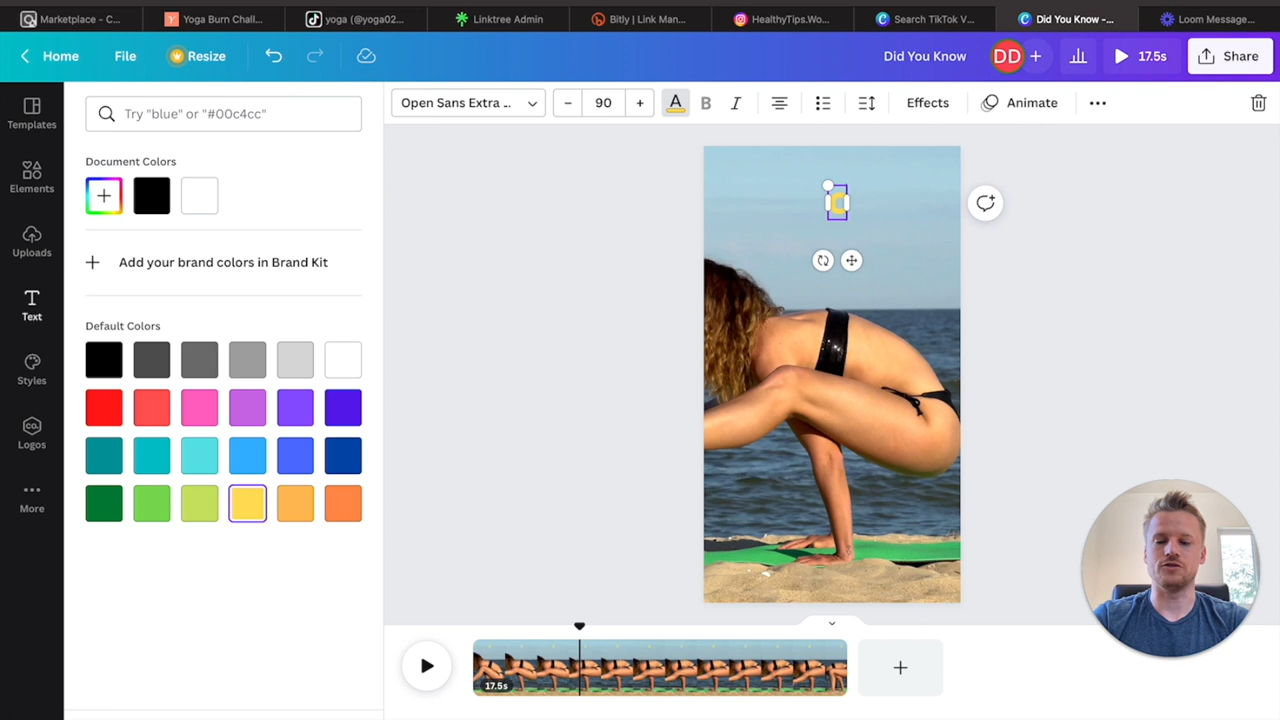 Marketplace - C...
Yoga Burn Chall...
yoga (@yoga02...
Linktree Admin
Bitly | Link Man...
HealthyTips.Wo...
Search TikTok V...
Did You Know -...
Loom Message...
Home
File
Resize
Did You Know
DD
17.5s
Share
Templates
Elements
Uploads
Text
Styles
CO.
Logos
More
Try "blue" or "#00c4cc"
Document Colors
Add your brand colors in Brand Kit
Default Colors
Open Sans Extra ...
90
A
B
I
Effects
Animate
17.5s